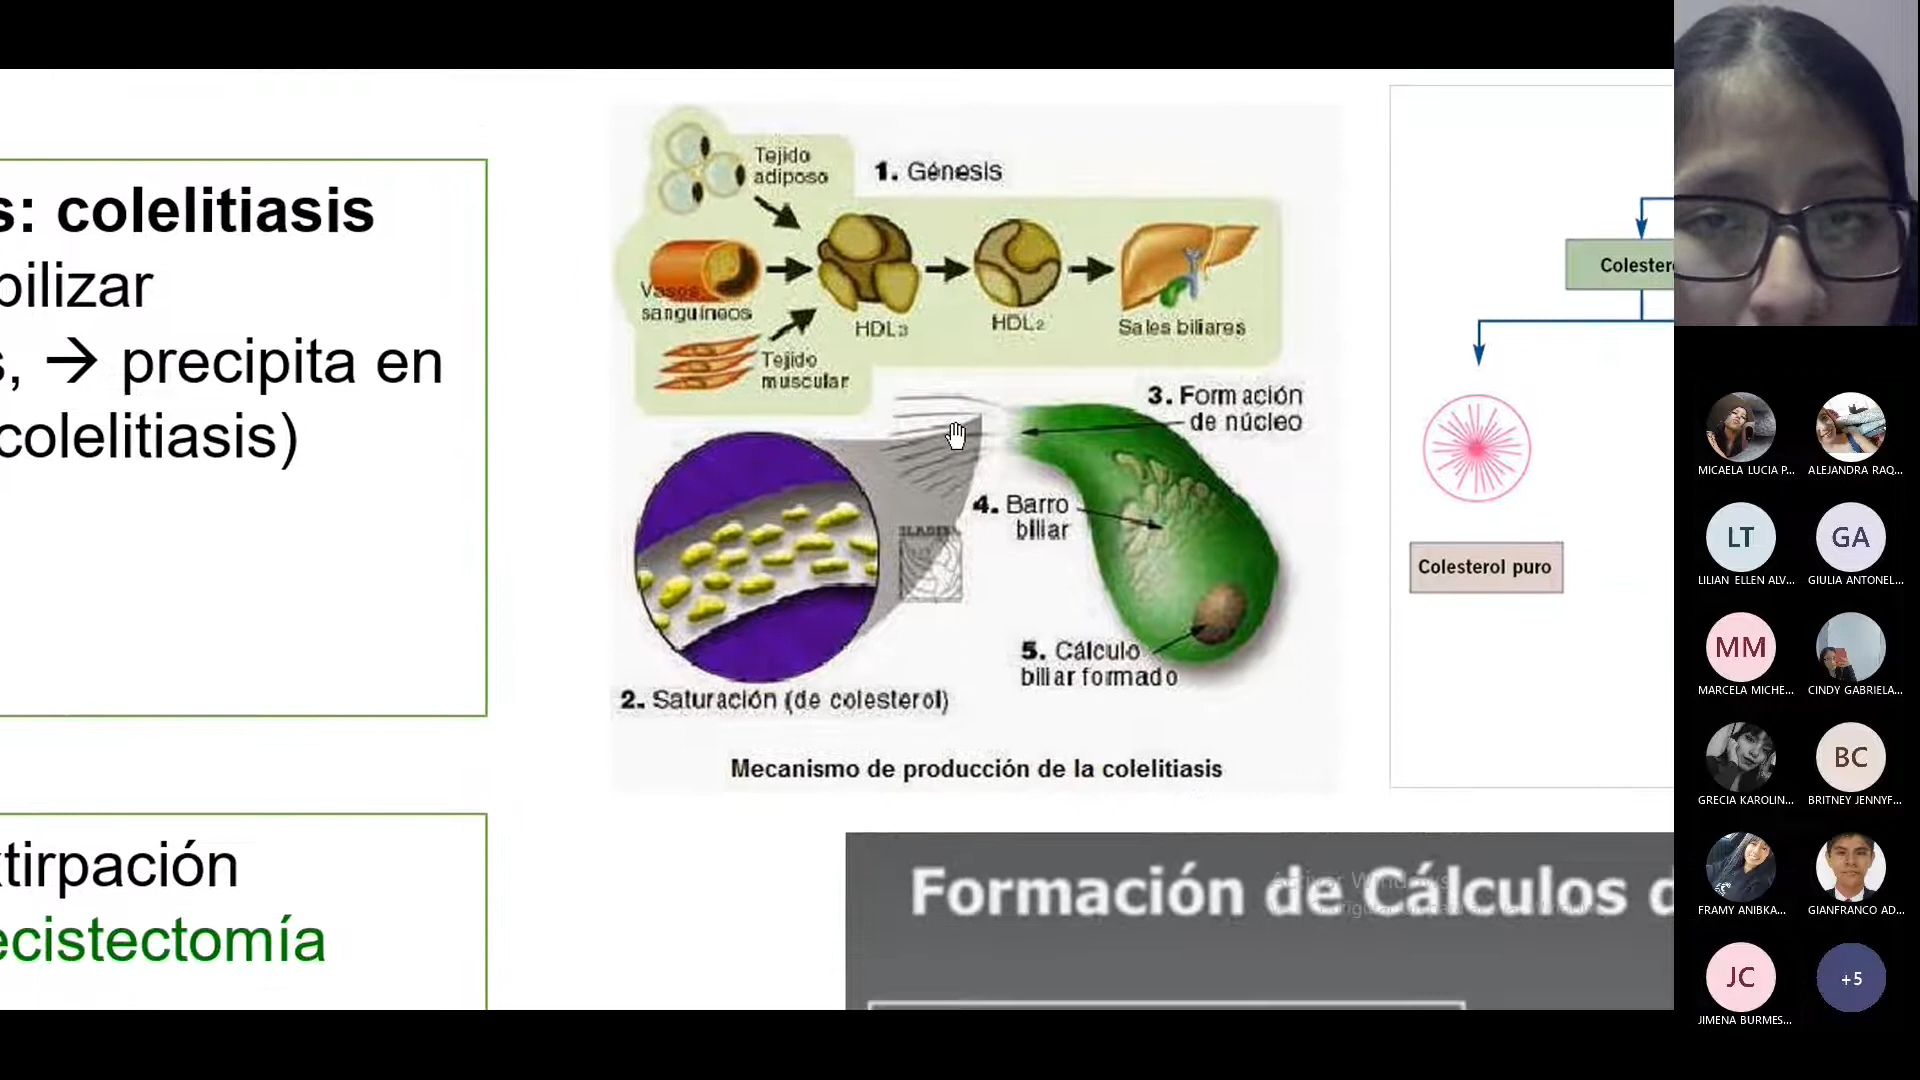 s: colelitiasis
bilizar
s, → precipita en
colelitiasis)
tirpación
ecistectomía
Tejido
adiposo
1. Génesis
Vasos
sanguíneos
HDL3
HDL2
Sales biliares
Tejido
muscular
3. Formación
de núcleo
4. Barro
biliar
5. Cálculo
biliar formado
2. Saturación (de colesterol)
Mecanismo de producción de la colelitiasis
Colester
Colesterol puro
Formación de Cálculos d
Activar Windows
MICAELA LUCIA P...
ALEJANDRA RAQ...
LT
LILIAN ELLEN ALV...
GA
GIULIA ANTONEL...
MM
MARCELA MICHE...
CINDY GABRIELA...
GRECIA KAROLIN...
BC
BRITNEY JENNYF...
FRAMY ANIBKA...
GIANFRANCO AD...
JC
JIMENA BURMES...
+5